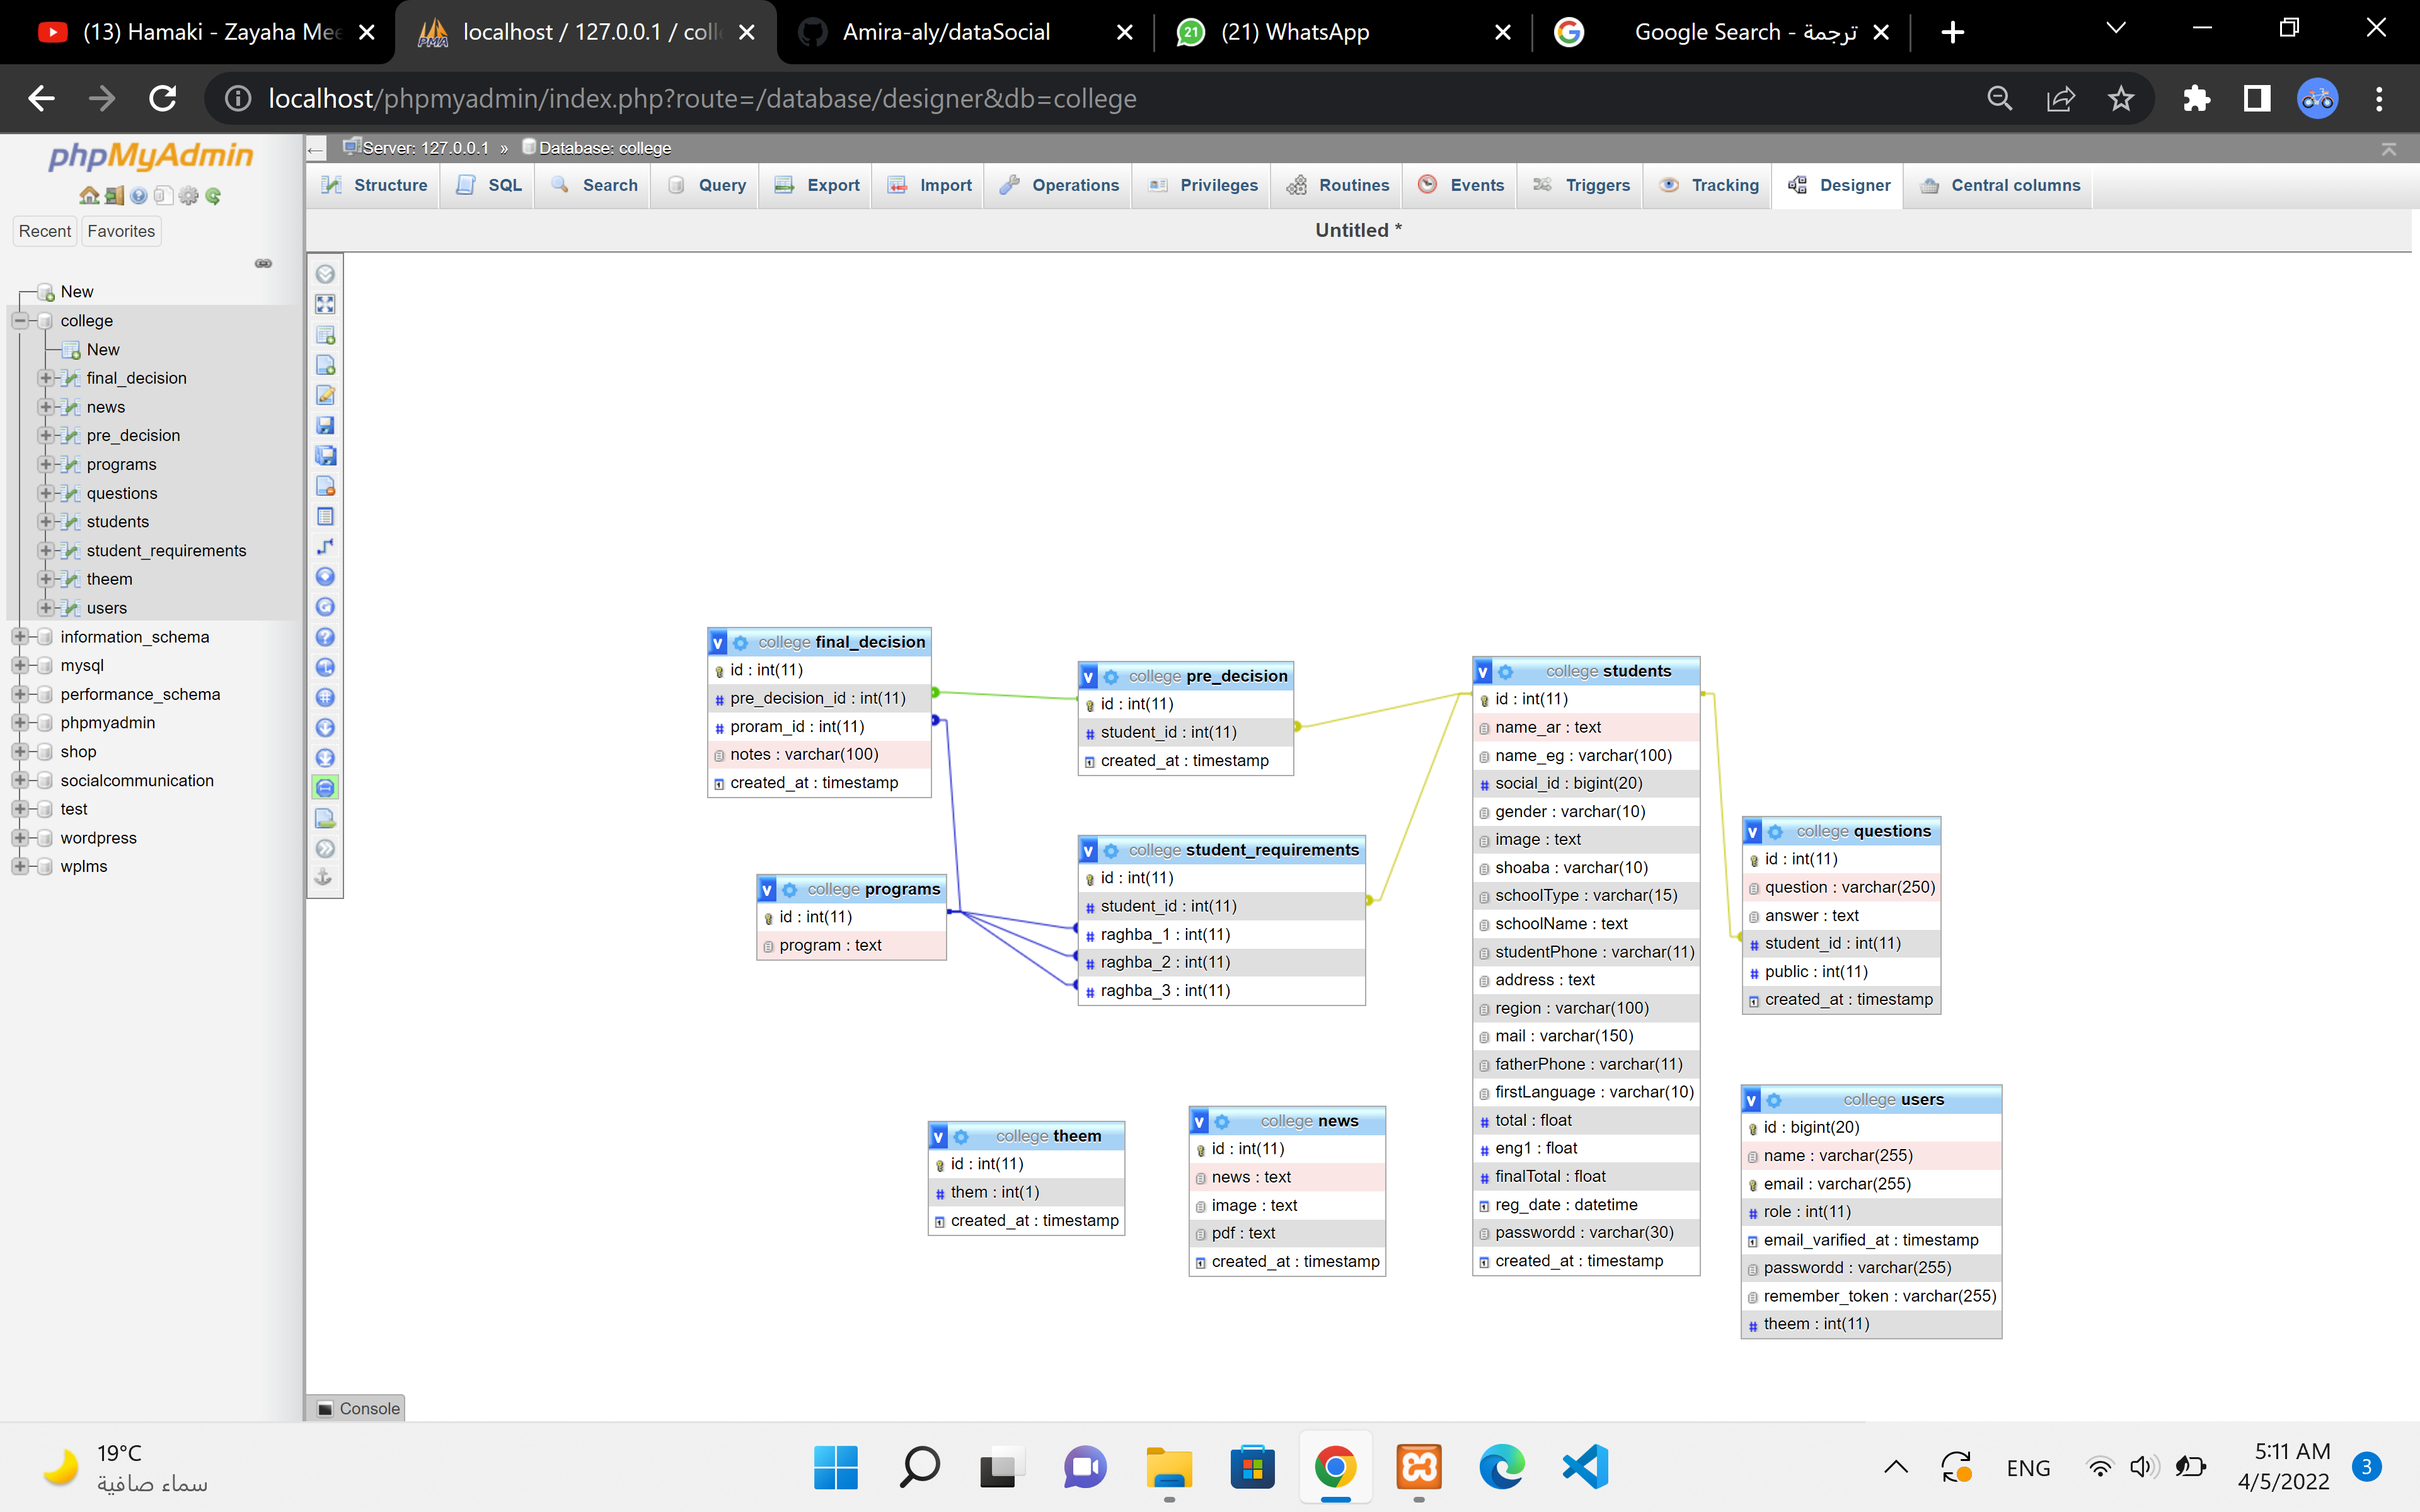 (13) Hamaki - Zayaha Mee
localhost / 127.0.0.1 / coll
Amira-aly/dataSocial
21
(21) WhatsApp
ترجمة - Google Search
localhost/phpmyadmin/index.php?route=/database/designer&db=college
phpMyAdmin
Recent
Favorites
New
college
New
final_decision
news
pre_decision
programs
questions
students
student_requirements
theem
users
information_schema
mysql
performance_schema
phpmyadmin
shop
socialcommunication
test
wordpress
wplms
Server: 127.0.0.1 » Database: college
Structure
SQL
Search
Query
Export
Import
Operations
Privileges
Routines
Events
Triggers
Tracking
Designer
Central columns
Untitled *
v college final_decision
id : int(11)
pre_decision_id : int(11)
proram_id : int(11)
notes : varchar(100)
created_at : timestamp
v college pre_decision
id : int(11)
student_id : int(11)
created_at : timestamp
v college students
id : int(11)
name_ar : text
name_eg : varchar(100)
social_id : bigint(20)
gender : varchar(10)
image : text
shoaba : varchar(10)
schoolType : varchar(15)
schoolName : text
studentPhone : varchar(11)
address : text
region : varchar(100)
mail : varchar(150)
fatherPhone : varchar(11)
firstLanguage : varchar(10)
total : float
eng1 : float
finalTotal : float
reg_date : datetime
passwordd : varchar(30)
created_at : timestamp
v college questions
id : int(11)
question : varchar(250)
answer : text
student_id : int(11)
public : int(11)
created_at : timestamp
v college programs
id : int(11)
program : text
v college student_requirements
id : int(11)
student_id : int(11)
raghba_1 : int(11)
raghba_2 : int(11)
raghba_3 : int(11)
v college theem
id : int(11)
them : int(1)
created_at : timestamp
v college news
id : int(11)
news : text
image : text
pdf : text
created_at : timestamp
v college users
id : bigint(20)
name : varchar(255)
email : varchar(255)
role : int(11)
email_varified_at : timestamp
passwordd : varchar(255)
remember_token : varchar(255)
theem : int(11)
Console
19°C
سماء صافية
ENG
5:11 AM
4/5/2022
3